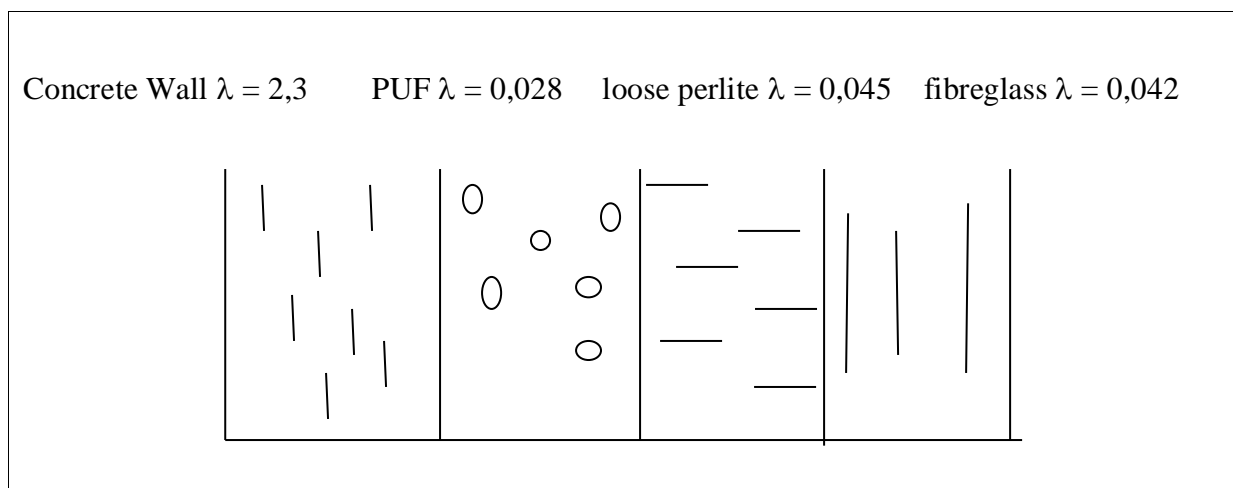 Concrete Wall λ = 2,3 PUF λ = 0,028 loose perlite λ = 0,045 fibreglass λ = 0,042